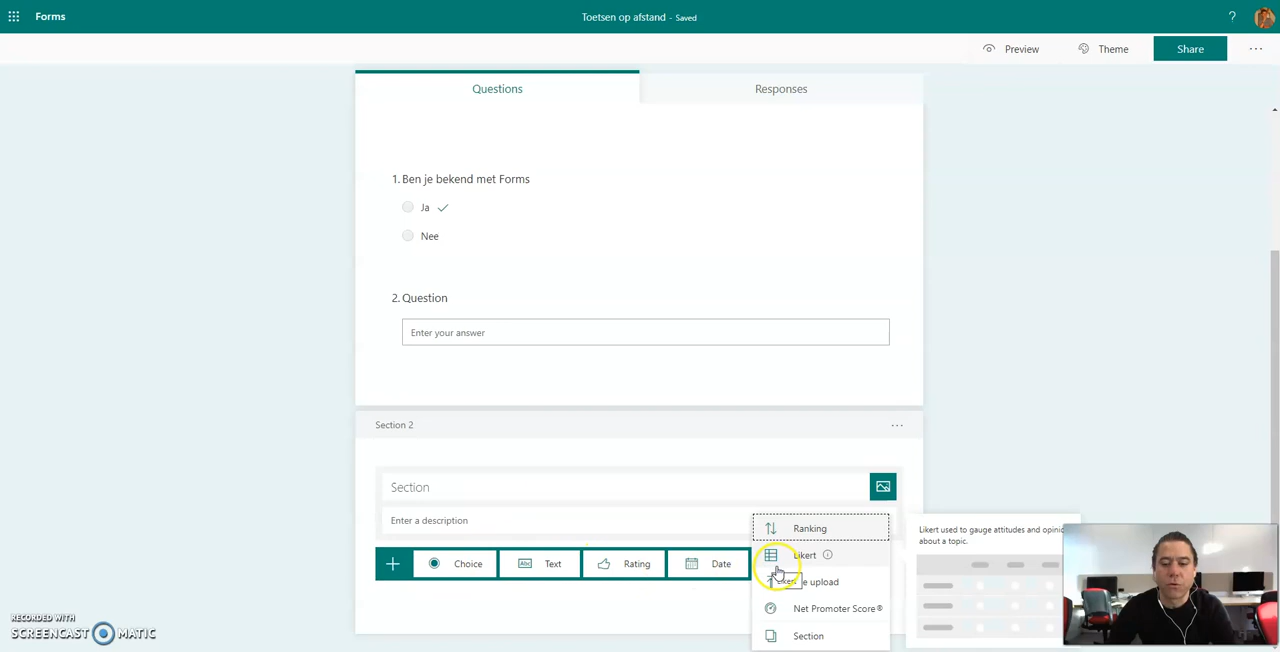 Forms
Toetsen op afstand - Saved
?
Preview
Theme
Share
Questions
Responses
1. Ben je bekend met Forms
Ja
Nee
2. Question
Enter your answer
Section 2
Section
Enter a description
Choice
Abc
Text
Rating
Date
Ranking
Likert
upload
Net Promoter Score®
Section
Likert used to gauge attitudes and
about a topic.
RECORDED WITH
SCREENCAST MATIC